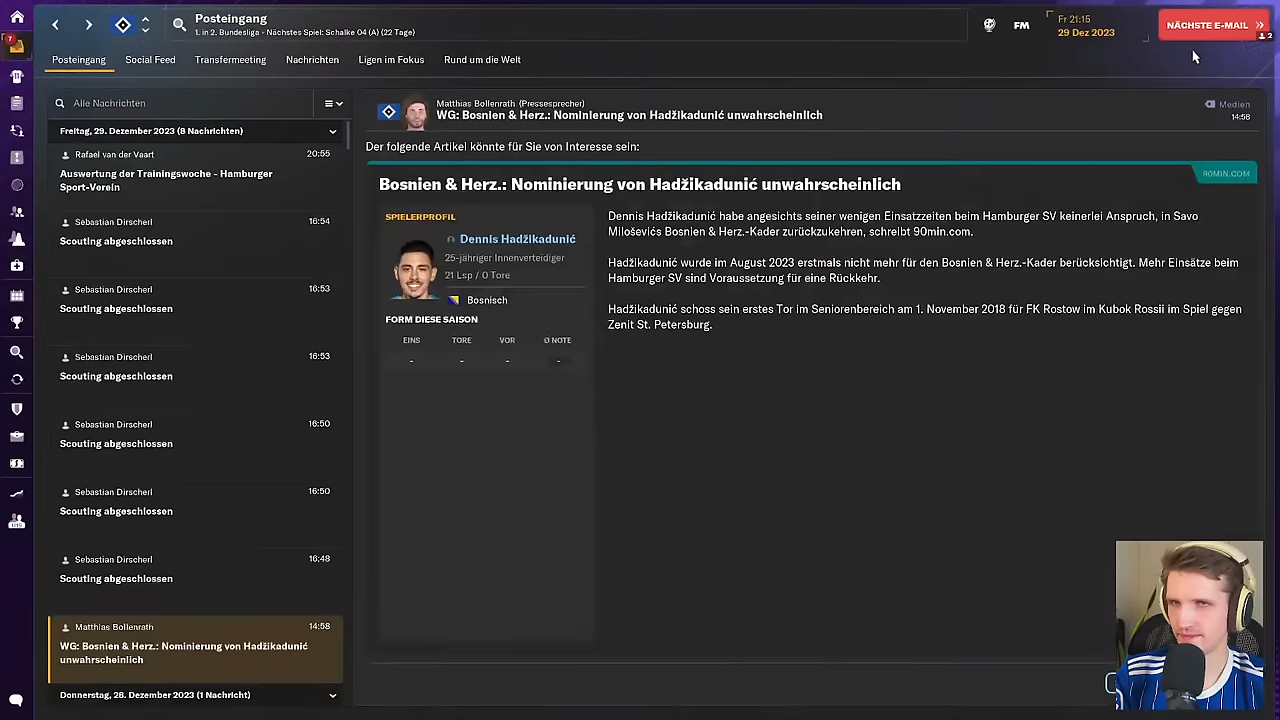 Posteingang
1. in 2. Bundesliga - Nächstes Spiel: Schalke 04 (A) (22 Tage)
FM
Fr 21:15
29 Dez 2023
NÄCHSTE E-MAIL
2
7
Posteingang
Social Feed
Transfermeeting
Nachrichten
Ligen im Fokus
Rund um die Welt
Alle Nachrichten
Freitag, 29. Dezember 2023 (8 Nachrichten)
Rafael van der Vaart 20:55
Auswertung der Trainingswoche - Hamburger
Sport-Verein
Sebastian Dirscherl 16:54
Scouting abgeschlossen
Sebastian Dirscherl 16:53
Scouting abgeschlossen
Sebastian Dirscherl 16:53
Scouting abgeschlossen
Sebastian Dirscherl 16:50
Scouting abgeschlossen
Sebastian Dirscherl 16:50
Scouting abgeschlossen
Sebastian Dirscherl 16:48
Scouting abgeschlossen
Matthias Bollenrath 14:58
WG: Bosnien & Herz.: Nominierung von Hadžikadunić
unwahrscheinlich
Donnerstag, 28. Dezember 2023 (1 Nachricht)
Matthias Bollenrath (Pressesprecher)
WG: Bosnien & Herz.: Nominierung von Hadžikadunić unwahrscheinlich
Medien
14:58
Der folgende Artikel könnte für Sie von Interesse sein:
90MIN.COM
Bosnien & Herz.: Nominierung von Hadžikadunić unwahrscheinlich
SPIELERPROFIL
Dennis Hadžikadunić
25-jähriger Innenverteidiger
21 Lsp / 0 Tore
Bosnisch
FORM DIESE SAISON
EINS TORE VOR Ø NOTE
- - - -
Dennis Hadžikadunić habe angesichts seiner wenigen Einsatzzeiten beim Hamburger SV keinerlei Anspruch, in Savo
Miloševićs Bosnien & Herz.-Kader zurückzukehren, schreibt 90min.com.
Hadžikadunić wurde im August 2023 erstmals nicht mehr für den Bosnien & Herz.-Kader berücksichtigt. Mehr Einsätze beim
Hamburger SV sind Voraussetzung für eine Rückkehr.
Hadžikadunić schoss sein erstes Tor im Seniorenbereich am 1. November 2018 für FK Rostow im Kubok Rossii im Spiel gegen
Zenit St. Petersburg.